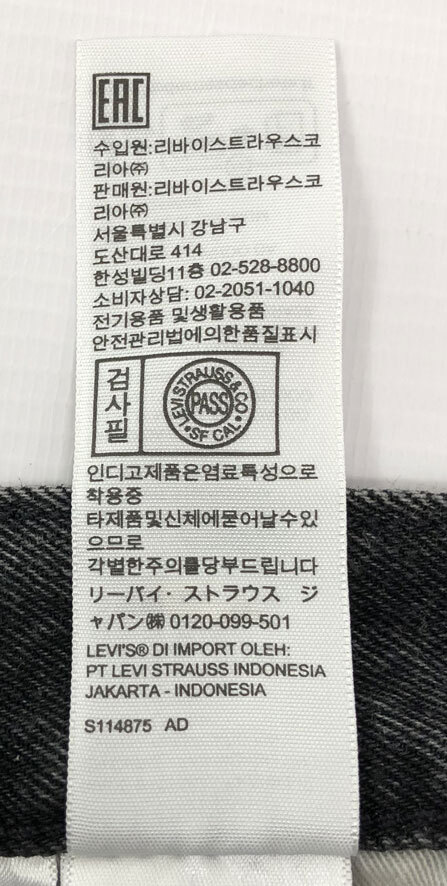 EAC
수입원:리바이스트라우스코
리아㈜
판매원:리바이스트라우스코
리아㈜
서울특별시 강남구
도산대로 414
한성빌딩11층 02-528-8800
소비자상담: 02-2051-1040
전기용품 및생활용품
안전관리법에의한품질표시
검사필
LEVI STRAUSS & CO
PASS
• SF CAL •
인디고제품은염료특성으로
착용중
타제품및신체에묻어날수있
으므로
각별한주의를당부드립니다
リーバイ・ストラウス ジ
ャパン㈱ 0120-099-501
LEVI'S® DI IMPORT OLEH:
PT LEVI STRAUSS INDONESIA
JAKARTA - INDONESIA
S114875 AD